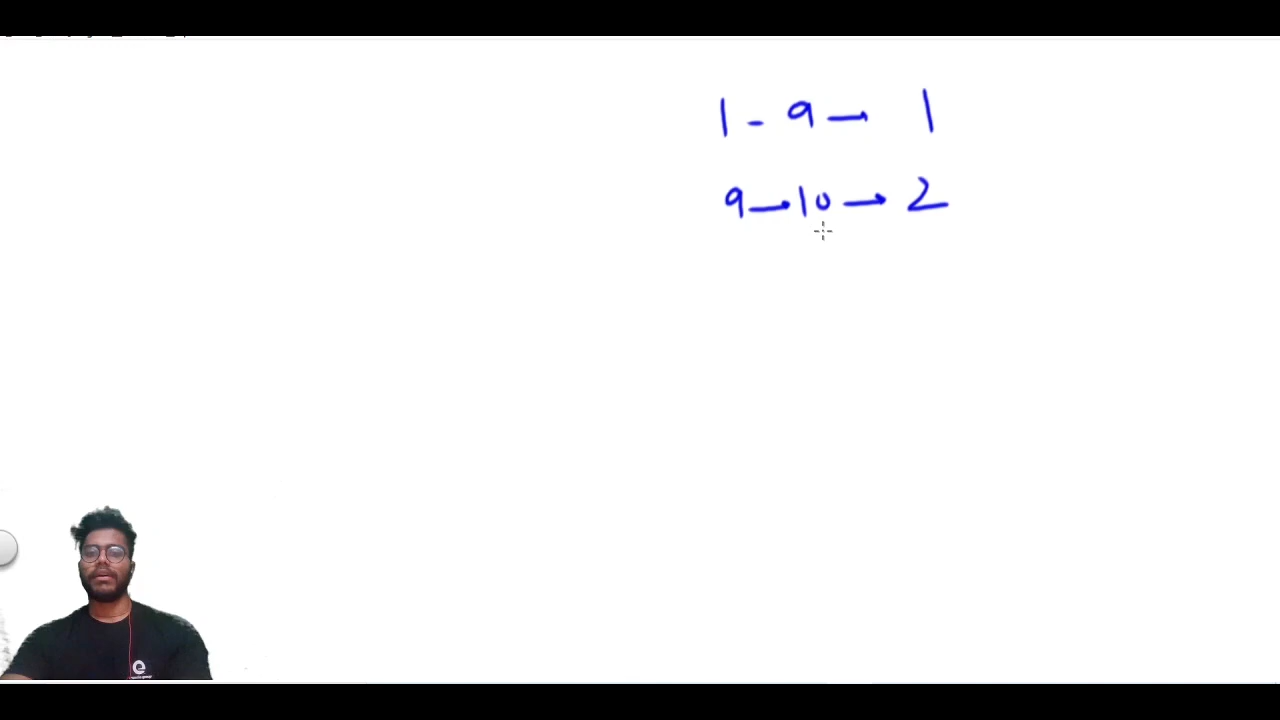 1 - 9 → 1
9 → 10 → 2
e